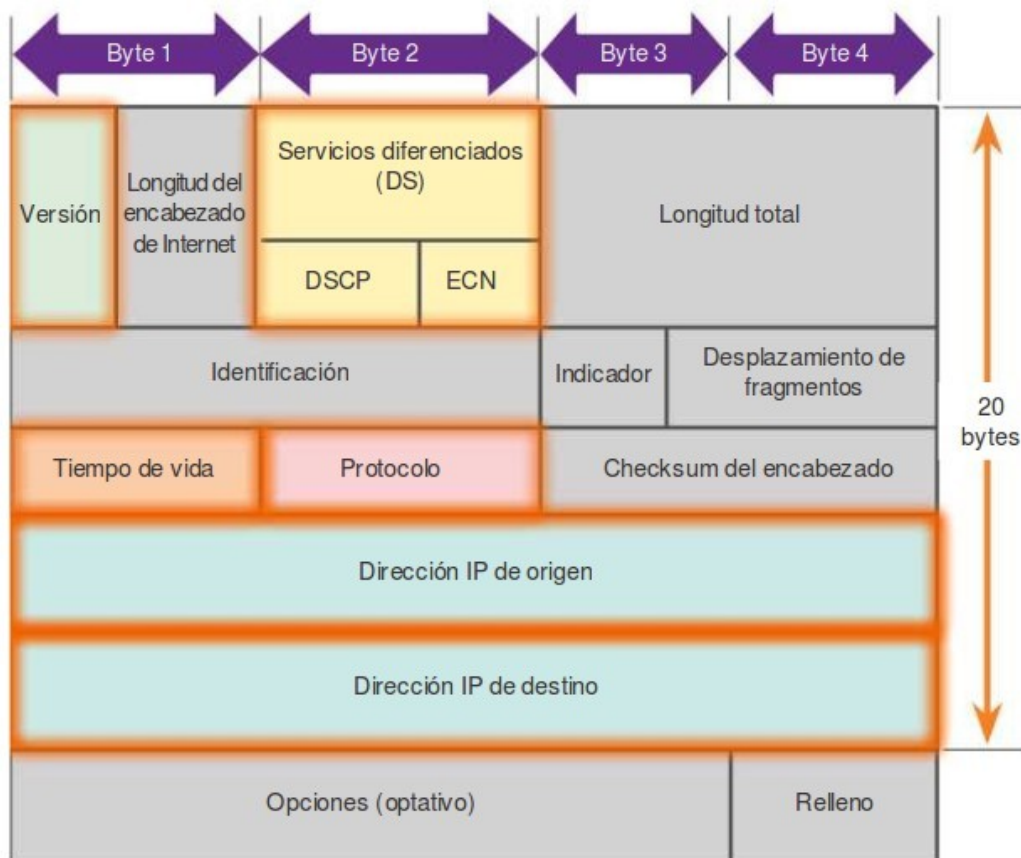 Byte 1
Byte 2
Byte 3
Byte 4
Versión
Longitud del
encabezado
de Internet
Servicios diferenciados
(DS)
DSCP
ECN
Longitud total
Identificación
Indicador
Desplazamiento de
fragmentos
20
bytes
Tiempo de vida
Protocolo
Checksum del encabezado
Dirección IP de origen
Dirección IP de destino
Opciones (optativo)
Relleno